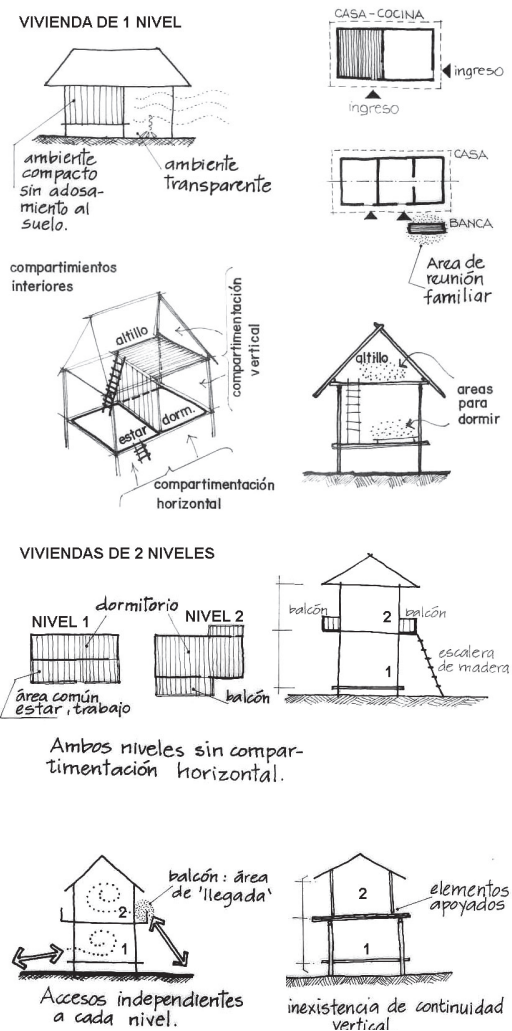 VIVIENDA DE 1 NIVEL
ambiente
compacto
sin adosa-
miento al
suelo.
ambiente
transparente
CASA-COCINA
ingreso
ingreso
CASA
BANCA
Area de
reunión
familiar
compartimientos
interiores
altillo
estar
dorm.
compartimentación
vertical
compartimentación
horizontal
altillo
areas
para
dormir
VIVIENDAS DE 2 NIVELES
dormitorio
NIVEL 1
NIVEL 2
área común
estar, trabajo
balcón
balcón
2
balcón
1
escalera
de madera
Ambos niveles sin compar-
timentación horizontal.
balcón: área
de 'llegada'
2
1
Accesos independientes
a cada nivel.
2
1
elementos
apoyados
inexistencia de continuidad
vertical